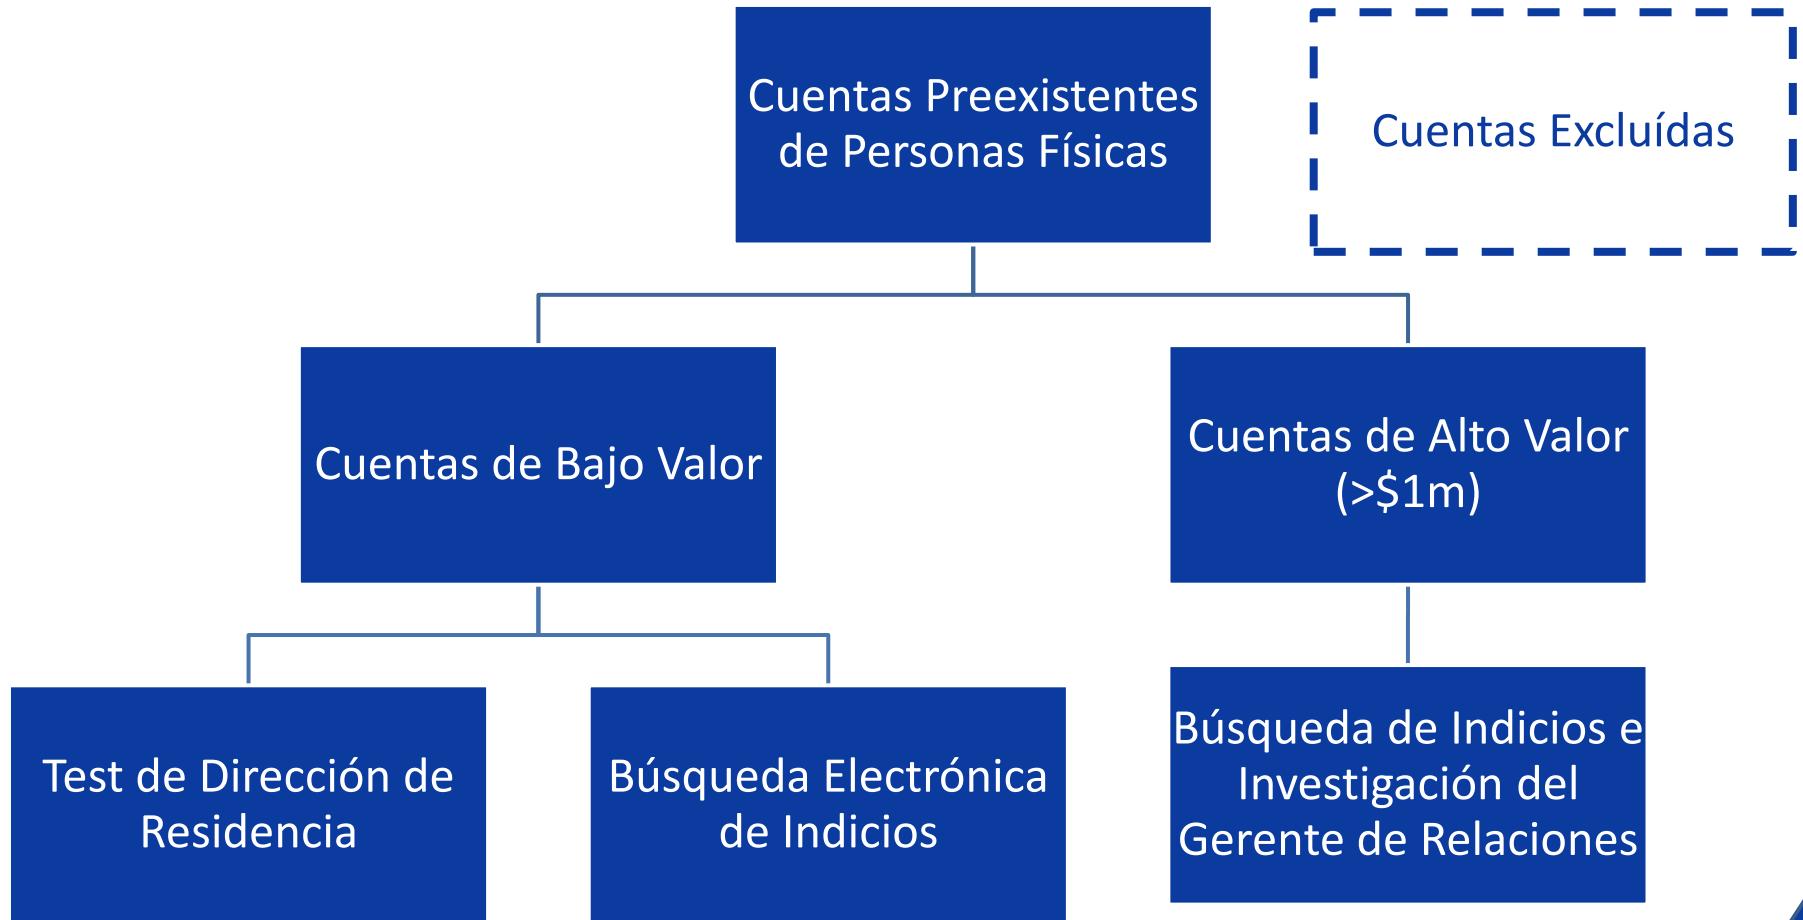 Cuentas Preexistentes
de Personas Físicas
Cuentas Excluídas
Cuentas de Bajo Valor
Cuentas de Alto Valor
(>$1m)
Test de Dirección de
Residencia
Búsqueda Electrónica
de Indicios
Búsqueda de Indicios e
Investigación del
Gerente de Relaciones